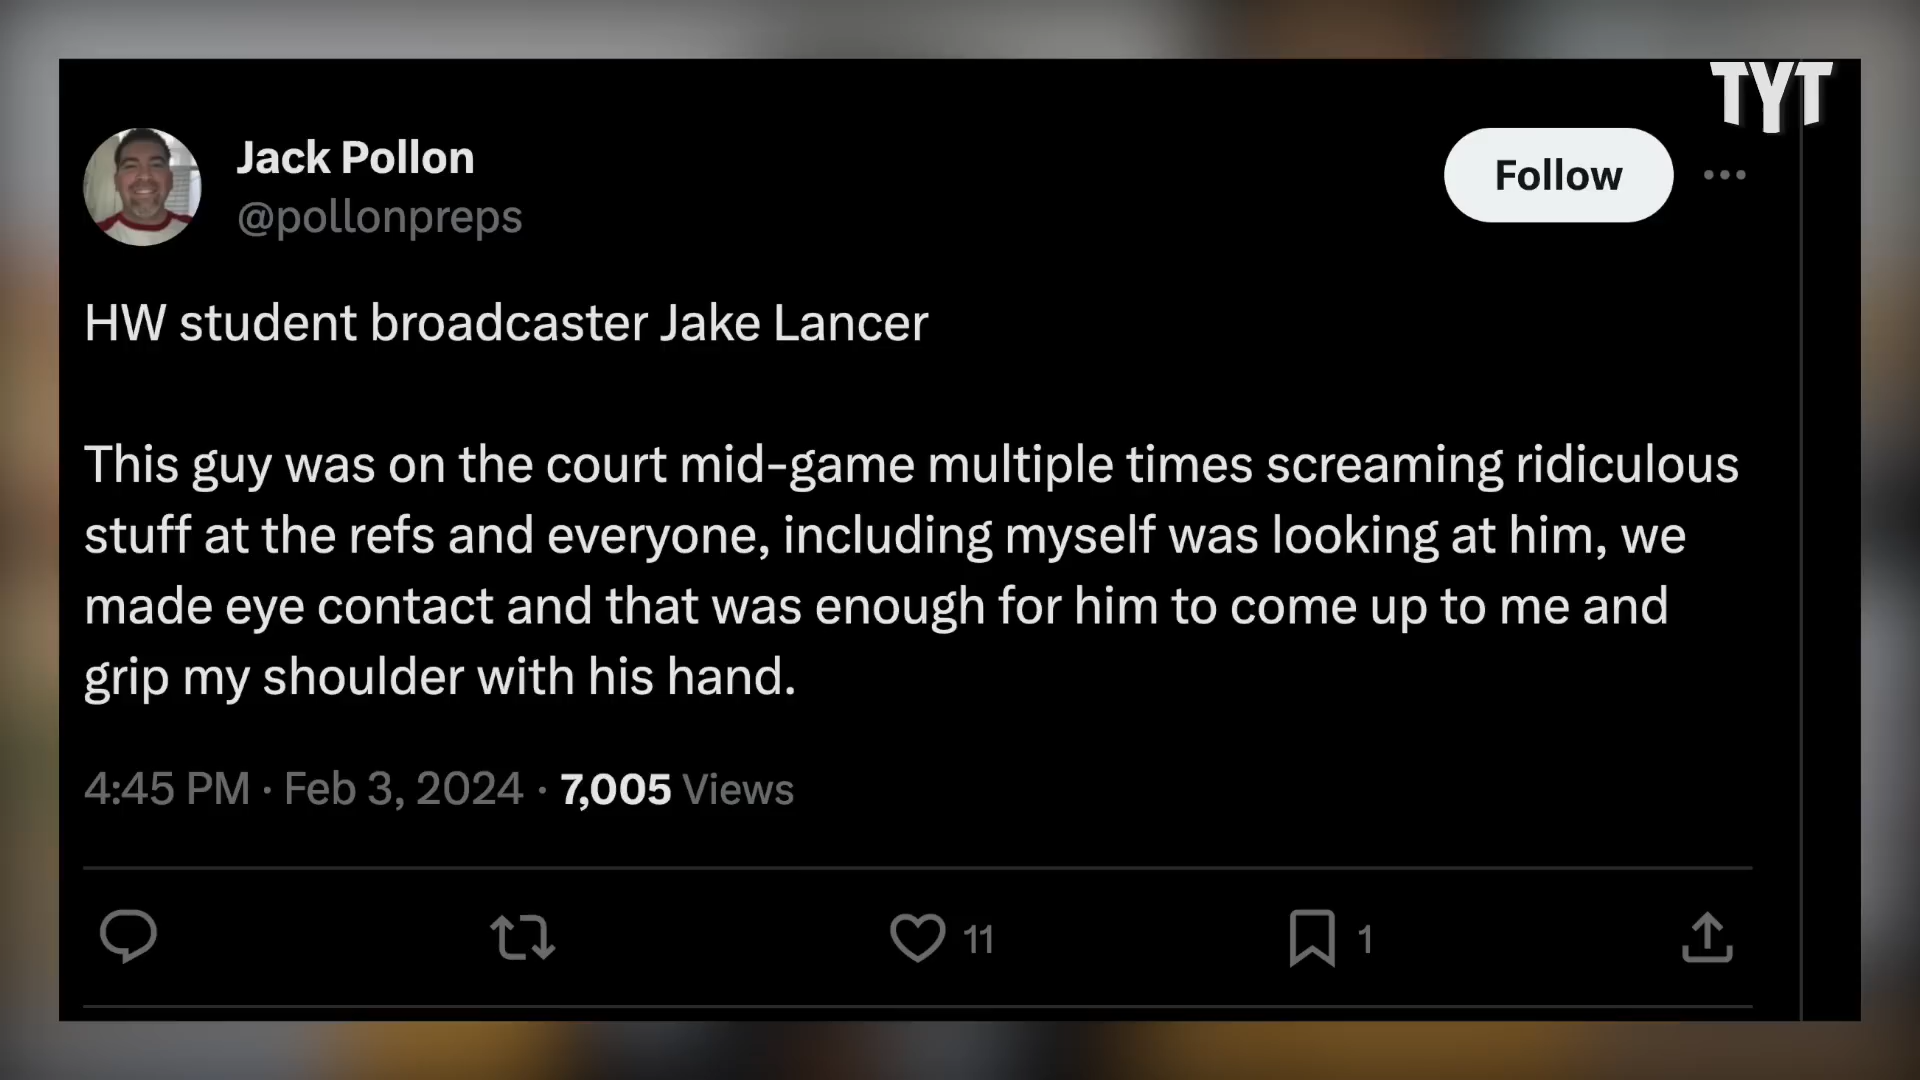 TYT
Jack Pollon
@pollonpreps
Follow
HW student broadcaster Jake Lancer
This guy was on the court mid-game multiple times screaming ridiculous
stuff at the refs and everyone, including myself was looking at him, we
made eye contact and that was enough for him to come up to me and
grip my shoulder with his hand.
4:45 PM · Feb 3, 2024 · 7,005 Views
11
1